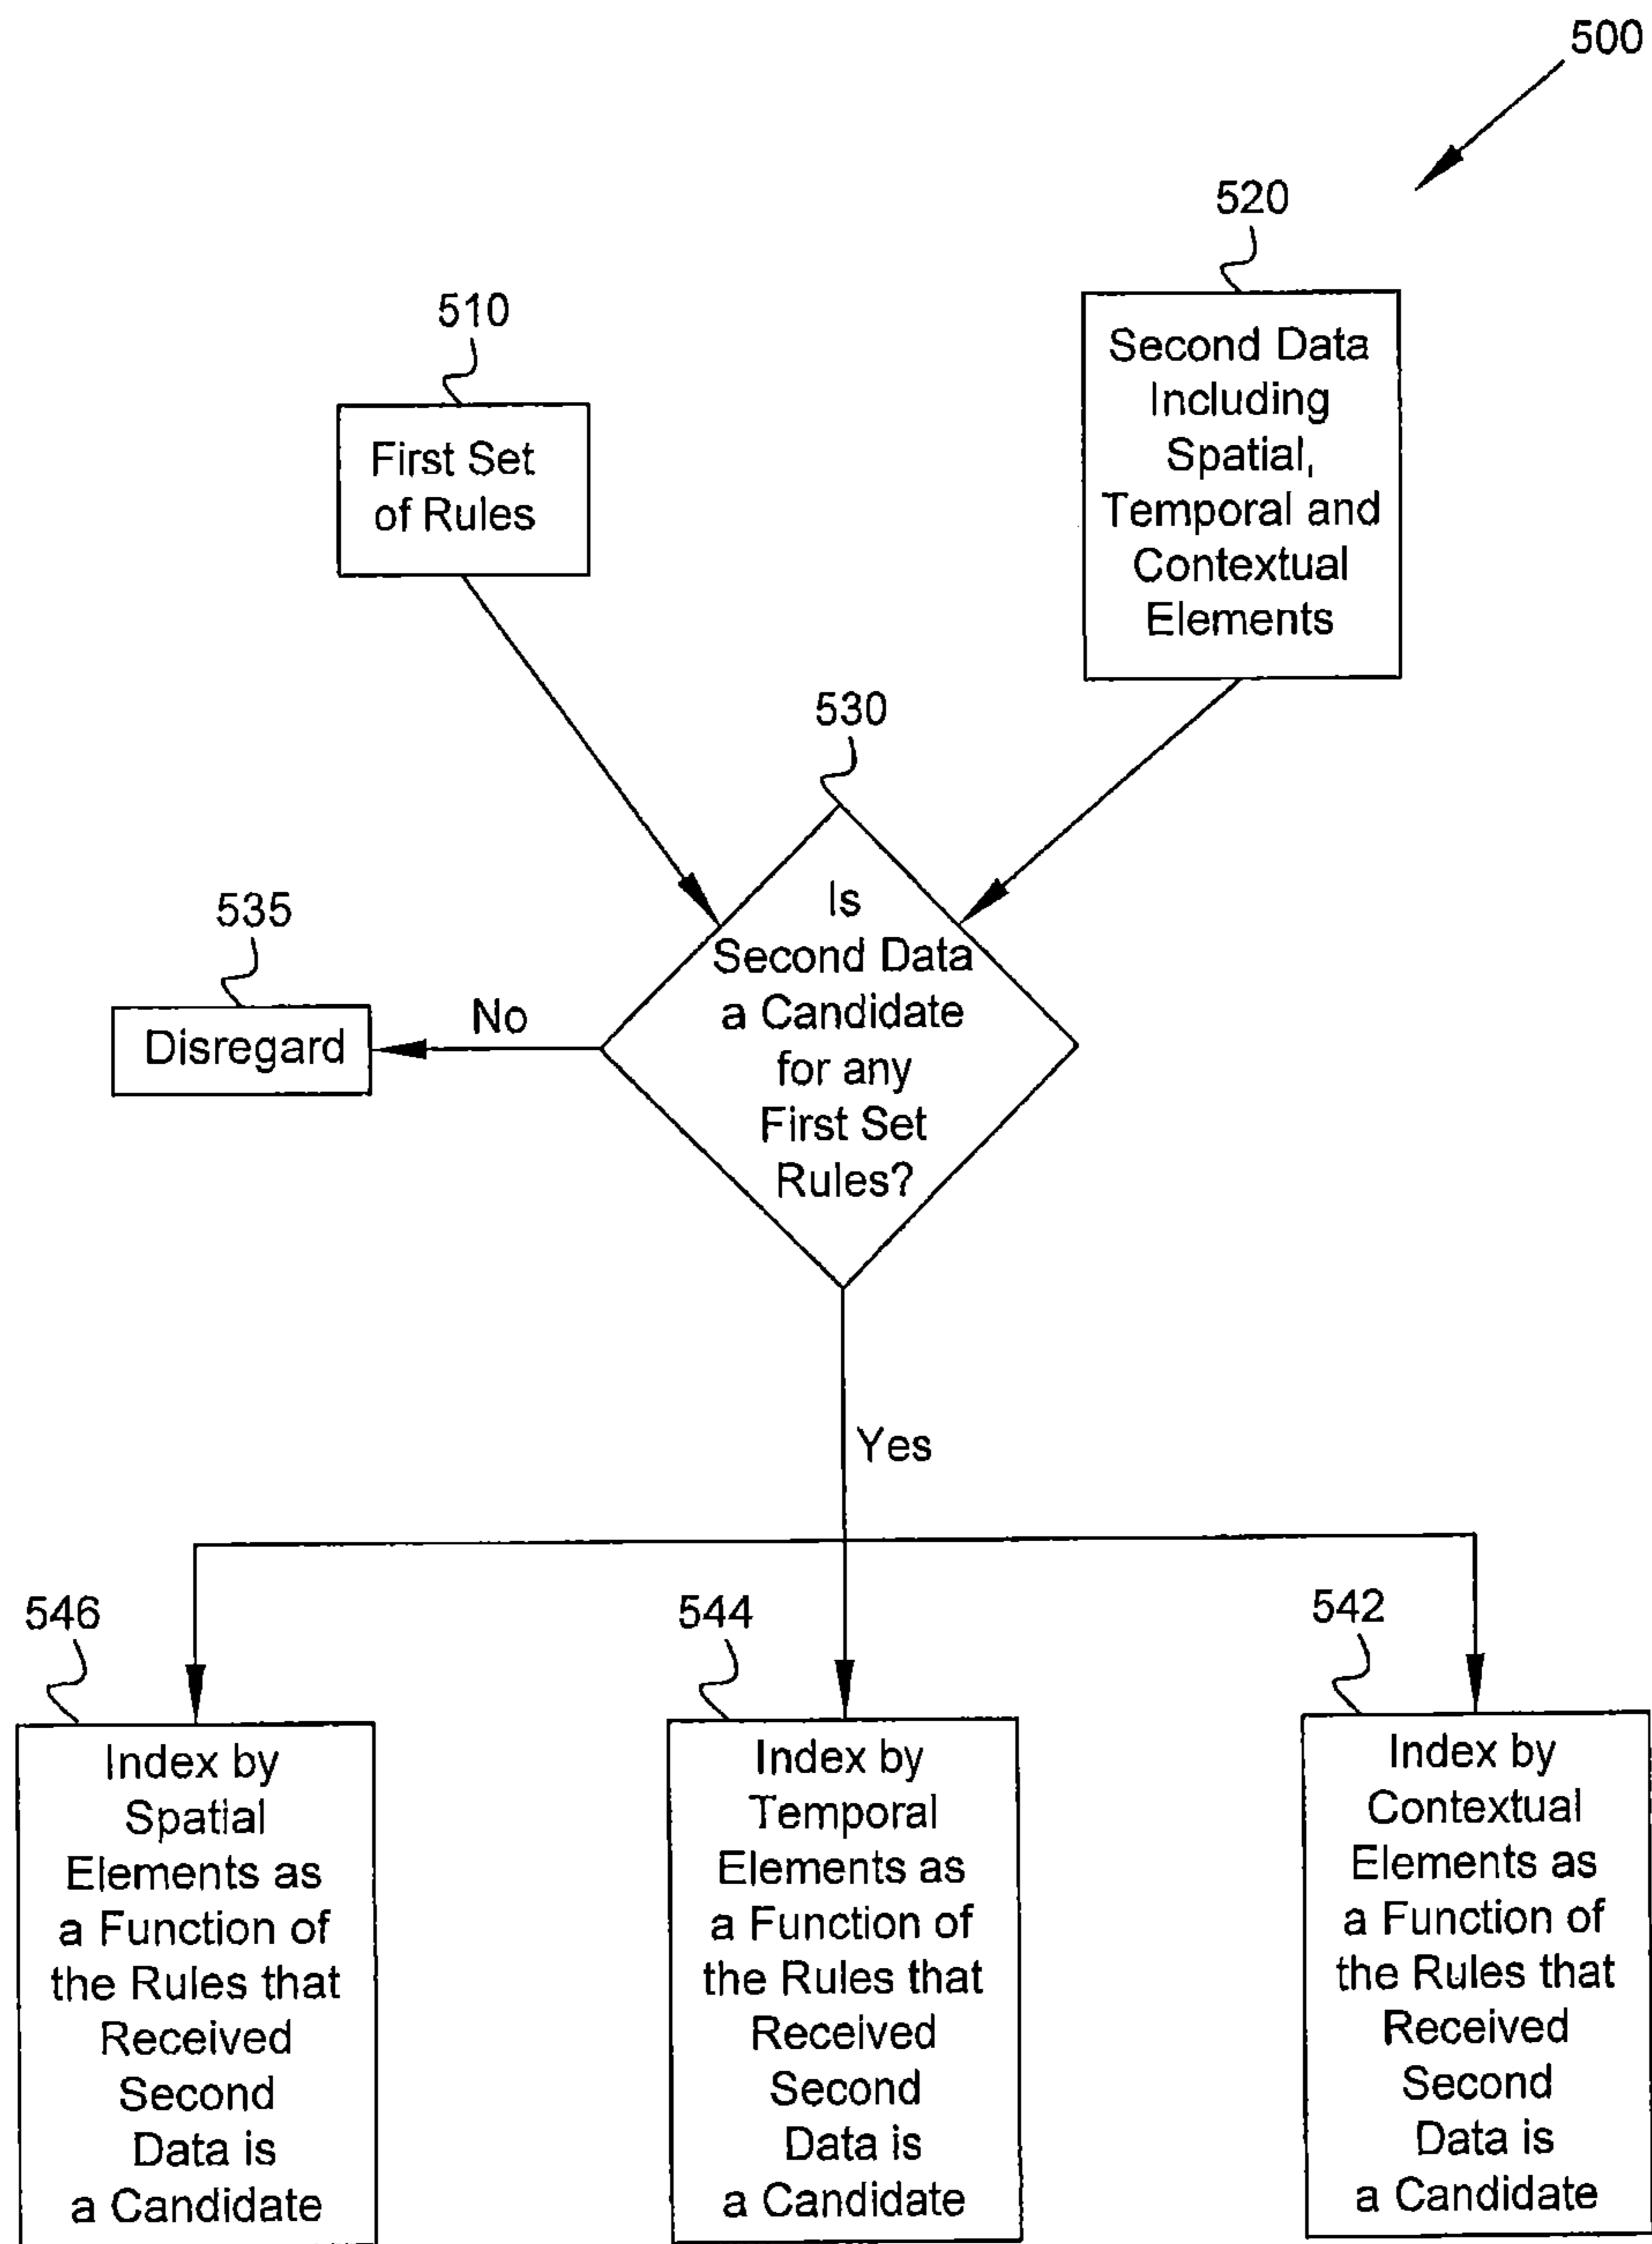 500
520
Second Data
Including
Spatial,
Temporal and
Contextual
Elements
510
First Set
of Rules
530
Is
Second Data
a Candidate
for any
First Set
Rules?
535
Disregard
No
Yes
546
Index by
Spatial
Elements as
a Function of
the Rules that
Received
Second
Data is
a Candidate
544
Index by
Temporal
Elements as
a Function of
the Rules that
Received
Second
Data is
a Candidate
542
Index by
Contextual
Elements as
a Function of
the Rules that
Received
Second
Data is
a Candidate